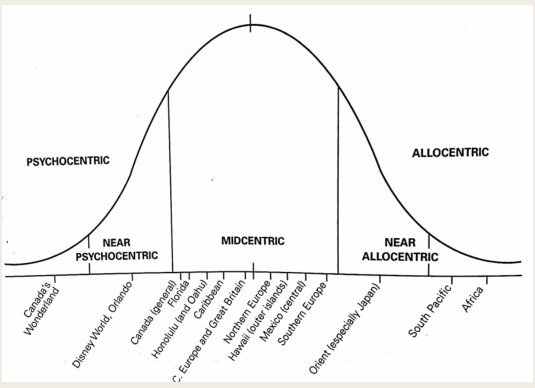 PSYCHOCENTRIC
ALLOCENTRIC
NEAR
PSYCHOCENTRIC
MIDCENTRIC
NEAR
ALLOCENTRIC
Canada's
Wonderland
Disney World, Orlando
Canada (general)
Florida
Honolulu (and Oahu)
Caribbean
C. Europe and Great Britain
Northern Europe
Hawaii (outer islands)
Mexico (central)
Southern Europe
Orient (especially Japan)
South Pacific
Africa